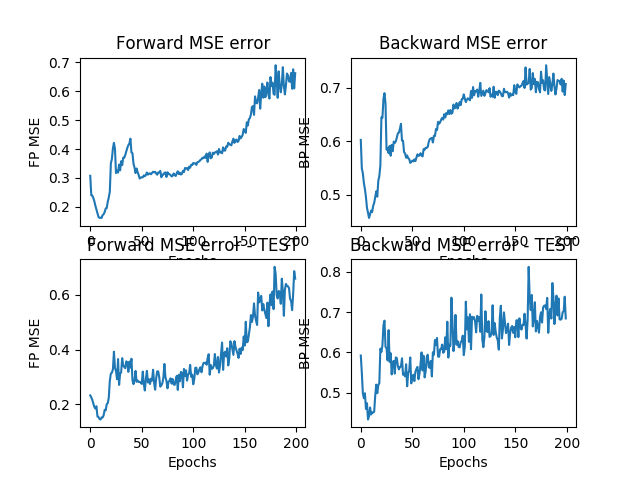 Forward MSE error
Backward MSE error
0.7
0.6
0.5
0.4
0.3
0.2
FP MSE
0 50 100 150 200
Epochs
0.7
0.6
0.5
BP MSE
0 50 100 150 200
Forward MSE error - TEST
Backward MSE error - TEST
0.6
0.4
0.2
FP MSE
0 50 100 150 200
Epochs
0.8
0.7
0.6
0.5
BP MSE
0 50 100 150 200
Epochs